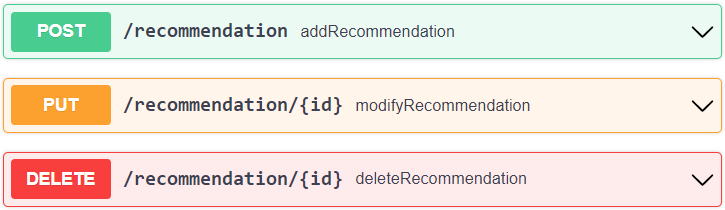 POST /recommendation addRecommendation
PUT /recommendation/{id} modifyRecommendation
DELETE /recommendation/{id} deleteRecommendation